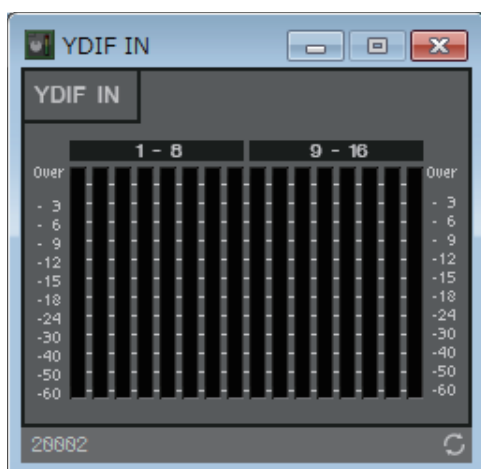 YDIF IN
YDIF IN
1 - 8 9 - 16
Over Over
- 3 - 3
- 6 - 6
- 9 - 9
-12 -12
-15 -15
-18 -18
-24 -24
-30 -30
-40 -40
-50 -50
-60 -60
20002